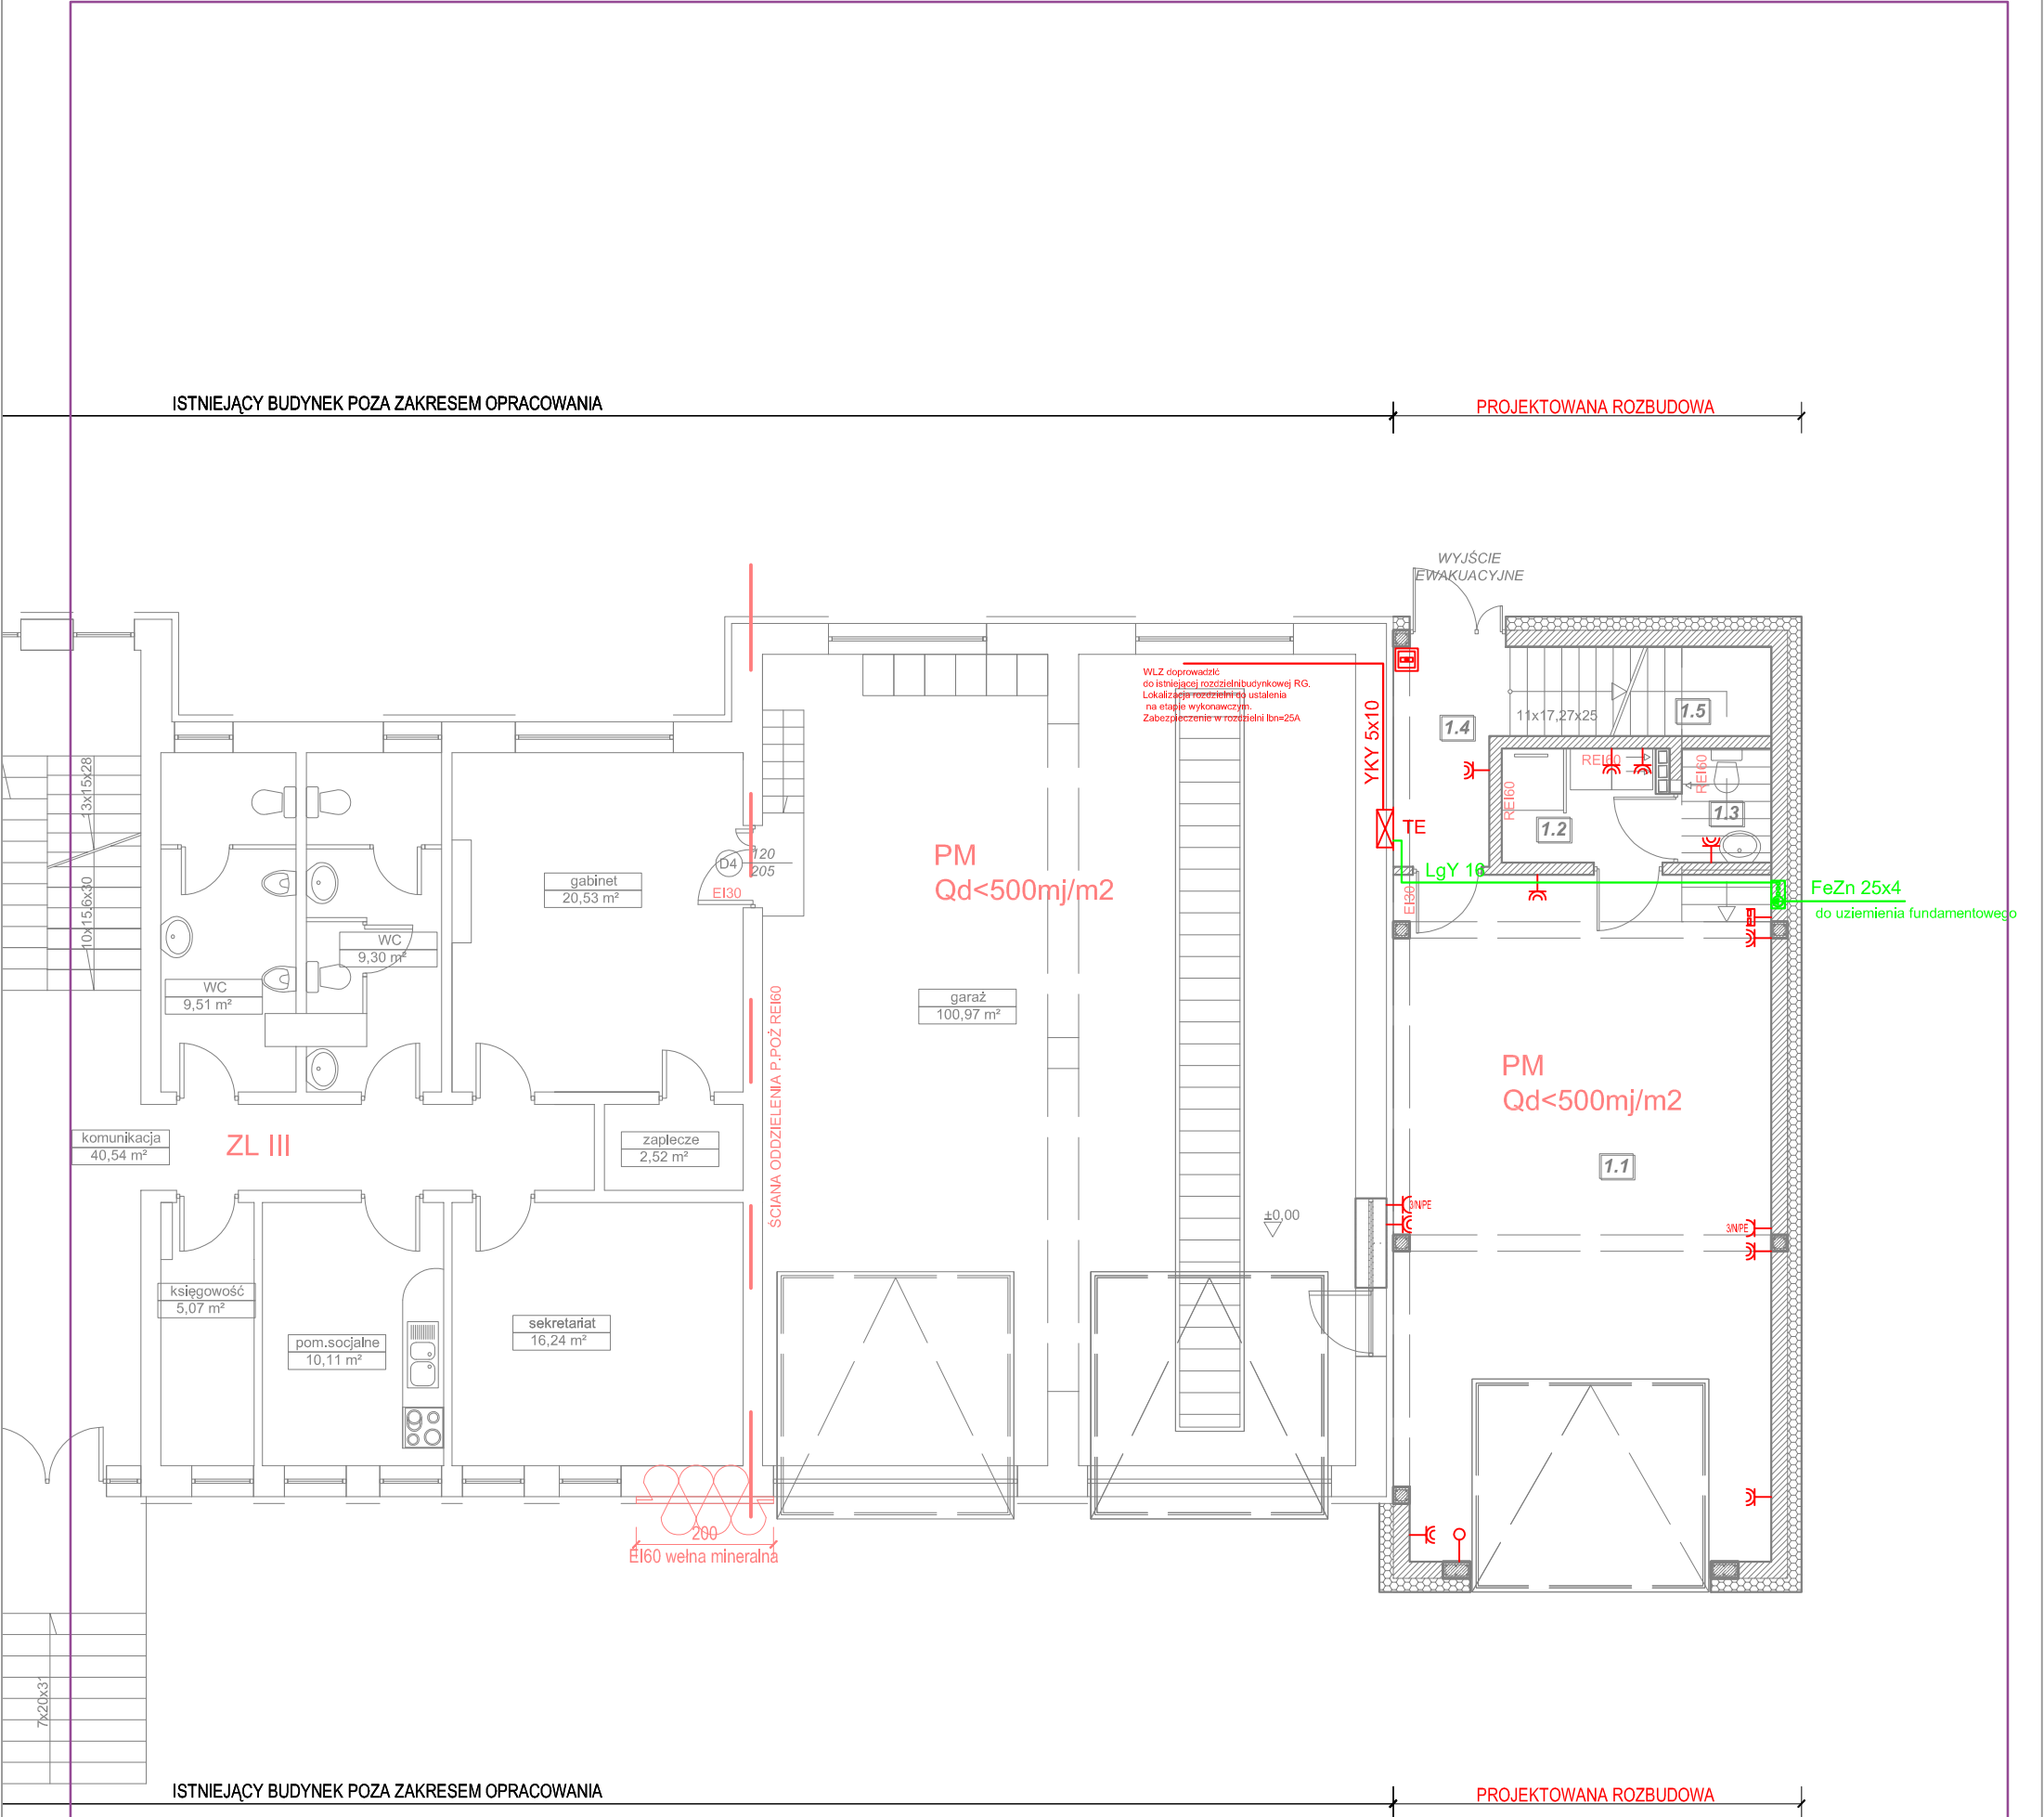 ISTNIEJĄCY BUDYNEK POZA ZAKRESEM OPRACOWANIA
PROJEKTOWANA ROZBUDOWA
WYJŚCIE
EWAKUACYJNE
WLZ doprowadzić
do istniejącej rozdzielnibudynkowej RG.
Lokalizacja rozdzielni do ustalenia
na etapie wykonawczym.
Zabezpieczenie w rozdzielni Ibn=25A
YKY 5x10
1.4
11x17,27x25
1.5
REI60
REI60
REI60
1.2
1.3
TE
13x15x28
10x15,6x30
D4
120
205
EI30
gabinet
20,53 m²
PM
Qd<500mj/m2
LgY 16
EI30
FeZn 25x4
do uziemienia fundamentowego
WC
9,30 m²
WC
9,51 m²
garaż
100,97 m²
ŚCIANA ODDZIELENIA P.POŻ REI60
PM
Qd<500mj/m2
komunikacja
40,54 m²
ZL III
zaplecze
2,52 m²
1.1
±0,00
3/N/PE
3/N/PE
księgowość
5,07 m²
pom.socjalne
10,11 m²
sekretariat
16,24 m²
200
EI60 wełna mineralna
7x20x31
ISTNIEJĄCY BUDYNEK POZA ZAKRESEM OPRACOWANIA
PROJEKTOWANA ROZBUDOWA